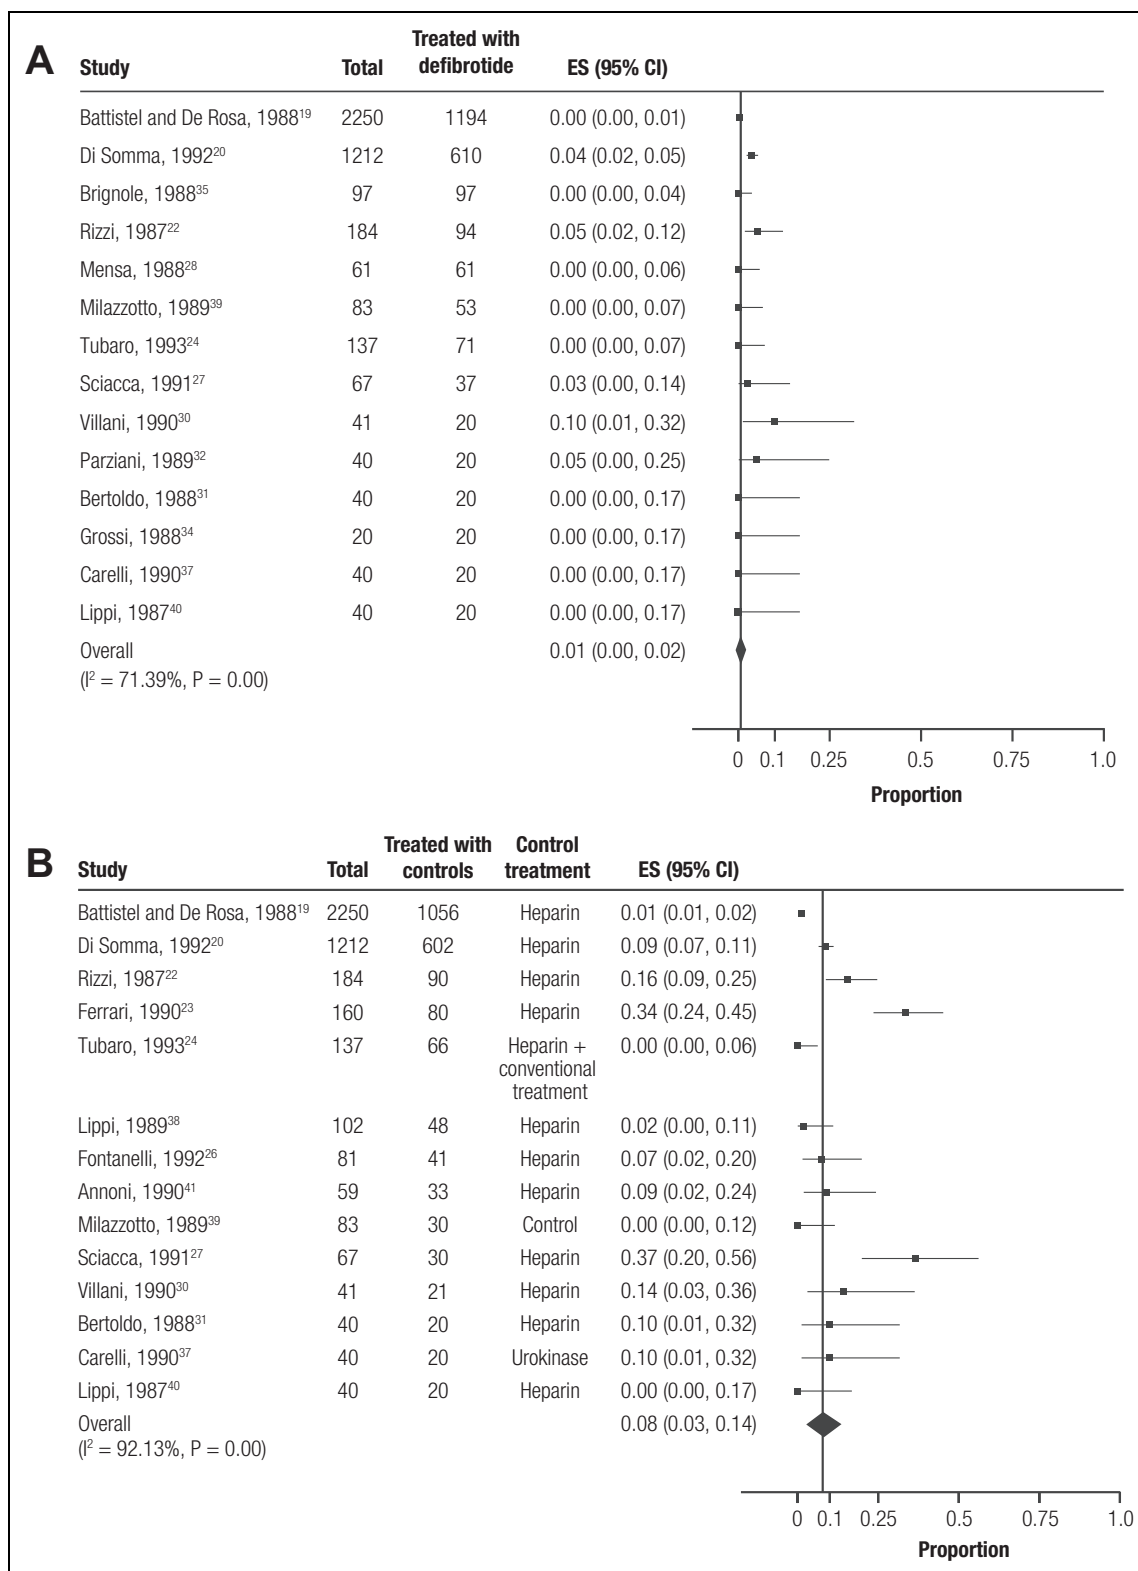 A
Study Total Treated with defibrotide ES (95% CI)
Battistel and De Rosa, 1988¹⁹ 2250 1194 0.00 (0.00, 0.01)
Di Somma, 1992²⁰ 1212 610 0.04 (0.02, 0.05)
Brignole, 1988³⁵ 97 97 0.00 (0.00, 0.04)
Rizzi, 1987²² 184 94 0.05 (0.02, 0.12)
Mensa, 1988²⁸ 61 61 0.00 (0.00, 0.06)
Milazzotto, 1989³⁹ 83 53 0.00 (0.00, 0.07)
Tubaro, 1993²⁴ 137 71 0.00 (0.00, 0.07)
Sciacca, 1991²⁷ 67 37 0.03 (0.00, 0.14)
Villani, 1990³⁰ 41 20 0.10 (0.01, 0.32)
Parziani, 1989³² 40 20 0.05 (0.00, 0.25)
Bertoldo, 1988³¹ 40 20 0.00 (0.00, 0.17)
Grossi, 1988³⁴ 20 20 0.00 (0.00, 0.17)
Carelli, 1990³⁷ 40 20 0.00 (0.00, 0.17)
Lippi, 1987⁴⁰ 40 20 0.00 (0.00, 0.17)
Overall 0.01 (0.00, 0.02)
(I² = 71.39%, P = 0.00)
0 0.1 0.25 0.5 0.75 1.0
Proportion
B
Study Total Treated with controls Control treatment ES (95% CI)
Battistel and De Rosa, 1988¹⁹ 2250 1056 Heparin 0.01 (0.01, 0.02)
Di Somma, 1992²⁰ 1212 602 Heparin 0.09 (0.07, 0.11)
Rizzi, 1987²² 184 90 Heparin 0.16 (0.09, 0.25)
Ferrari, 1990²³ 160 80 Heparin 0.34 (0.24, 0.45)
Tubaro, 1993²⁴ 137 66 Heparin + 0.00 (0.00, 0.06)
conventional
treatment
Lippi, 1989³⁸ 102 48 Heparin 0.02 (0.00, 0.11)
Fontanelli, 1992²⁶ 81 41 Heparin 0.07 (0.02, 0.20)
Annoni, 1990⁴¹ 59 33 Heparin 0.09 (0.02, 0.24)
Milazzotto, 1989³⁹ 83 30 Control 0.00 (0.00, 0.12)
Sciacca, 1991²⁷ 67 30 Heparin 0.37 (0.20, 0.56)
Villani, 1990³⁰ 41 21 Heparin 0.14 (0.03, 0.36)
Bertoldo, 1988³¹ 40 20 Heparin 0.10 (0.01, 0.32)
Carelli, 1990³⁷ 40 20 Urokinase 0.10 (0.01, 0.32)
Lippi, 1987⁴⁰ 40 20 Heparin 0.00 (0.00, 0.17)
Overall 0.08 (0.03, 0.14)
(I² = 92.13%, P = 0.00)
0 0.1 0.25 0.5 0.75 1.0
Proportion